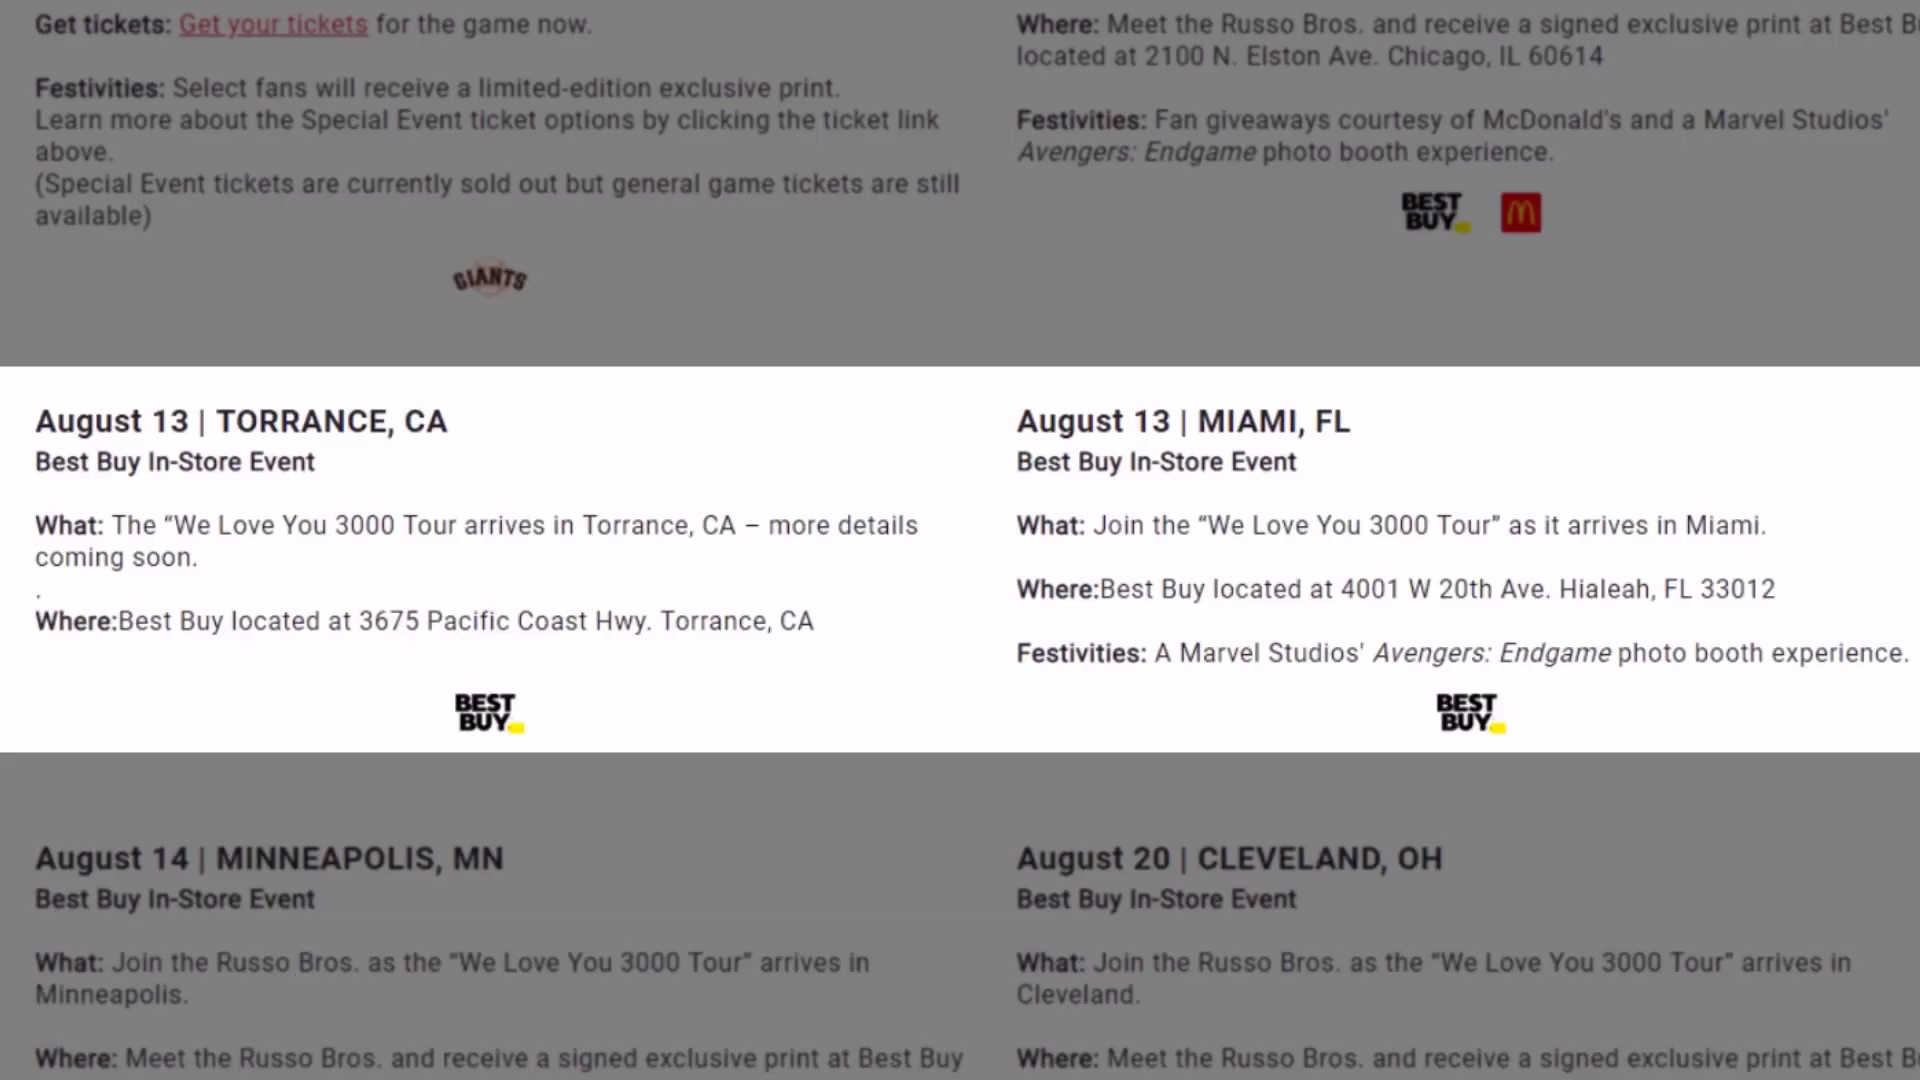 Get tickets: Get your tickets for the game now.
Festivities: Select fans will receive a limited-edition exclusive print.
Learn more about the Special Event ticket options by clicking the ticket link
above.
(Special Event tickets are currently sold out but general game tickets are still
available)
GIANTS
Where: Meet the Russo Bros. and receive a signed exclusive print at Best
located at 2100 N. Elston Ave. Chicago, IL 60614
Festivities: Fan giveaways courtesy of McDonald's and a Marvel Studios'
Avengers: Endgame photo booth experience.
BEST
BUY
August 13 | TORRANCE, CA
Best Buy In-Store Event
What: The “We Love You 3000 Tour arrives in Torrance, CA – more details
coming soon.
.
Where:Best Buy located at 3675 Pacific Coast Hwy. Torrance, CA
BEST
BUY
August 13 | MIAMI, FL
Best Buy In-Store Event
What: Join the “We Love You 3000 Tour” as it arrives in Miami.
Where:Best Buy located at 4001 W 20th Ave. Hialeah, FL 33012
Festivities: A Marvel Studios' Avengers: Endgame photo booth experience.
BEST
BUY
August 14 | MINNEAPOLIS, MN
Best Buy In-Store Event
What: Join the Russo Bros. as the “We Love You 3000 Tour” arrives in
Minneapolis.
Where: Meet the Russo Bros. and receive a signed exclusive print at Best Buy
August 20 | CLEVELAND, OH
Best Buy In-Store Event
What: Join the Russo Bros. as the “We Love You 3000 Tour” arrives in
Cleveland.
Where: Meet the Russo Bros. and receive a signed exclusive print at Best